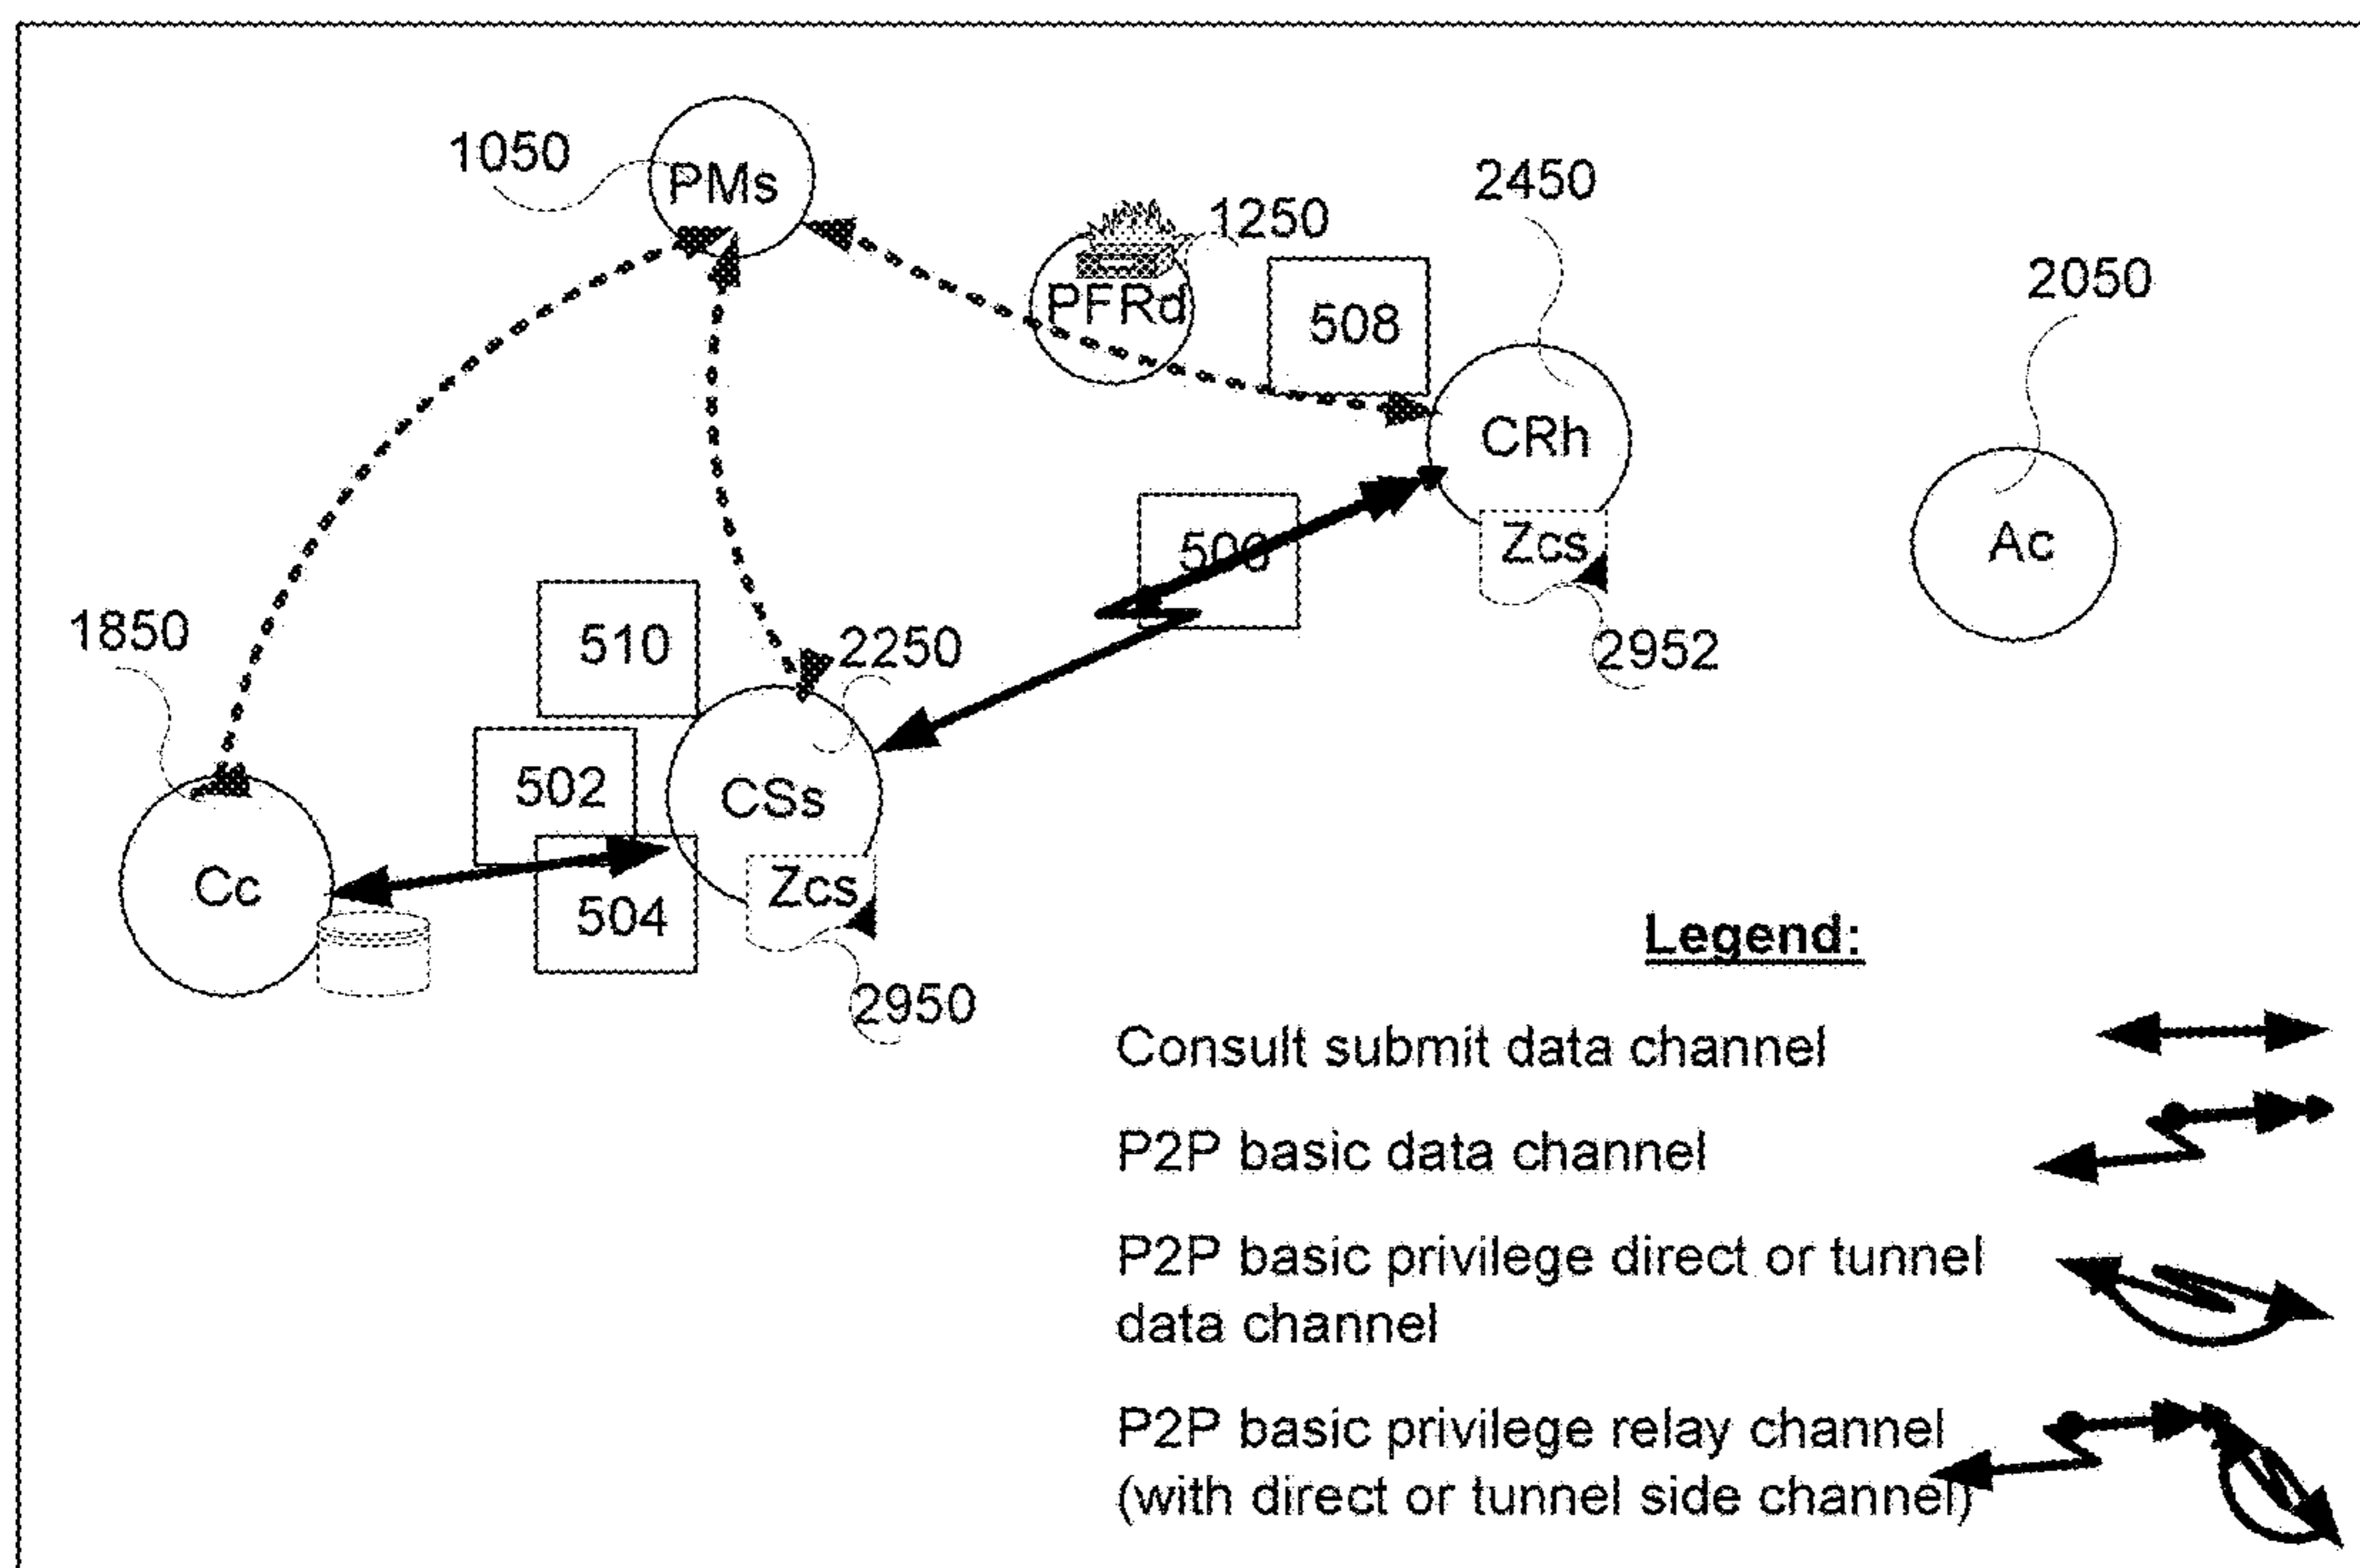 1050
PMs
1250
2450
PFRd
508
2050
CRh
506
Zcs
Ac
1850
510
2250
2952
502
CSs
Cc
504
Zcs
2950
Legend:
Consult submit data channel
P2P basic data channel
P2P basic privilege direct or tunnel
data channel
P2P basic privilege relay channel
(with direct or tunnel side channel)